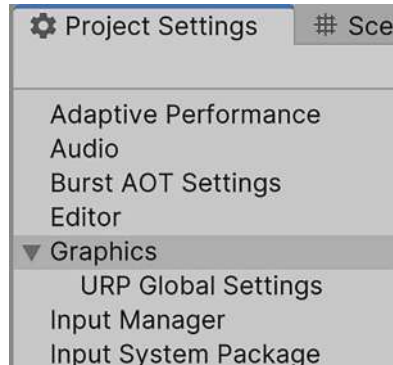 Project Settings # Sce
Adaptive Performance
Audio
Burst AOT Settings
Editor
Graphics
URP Global Settings
Input Manager
Input System Package